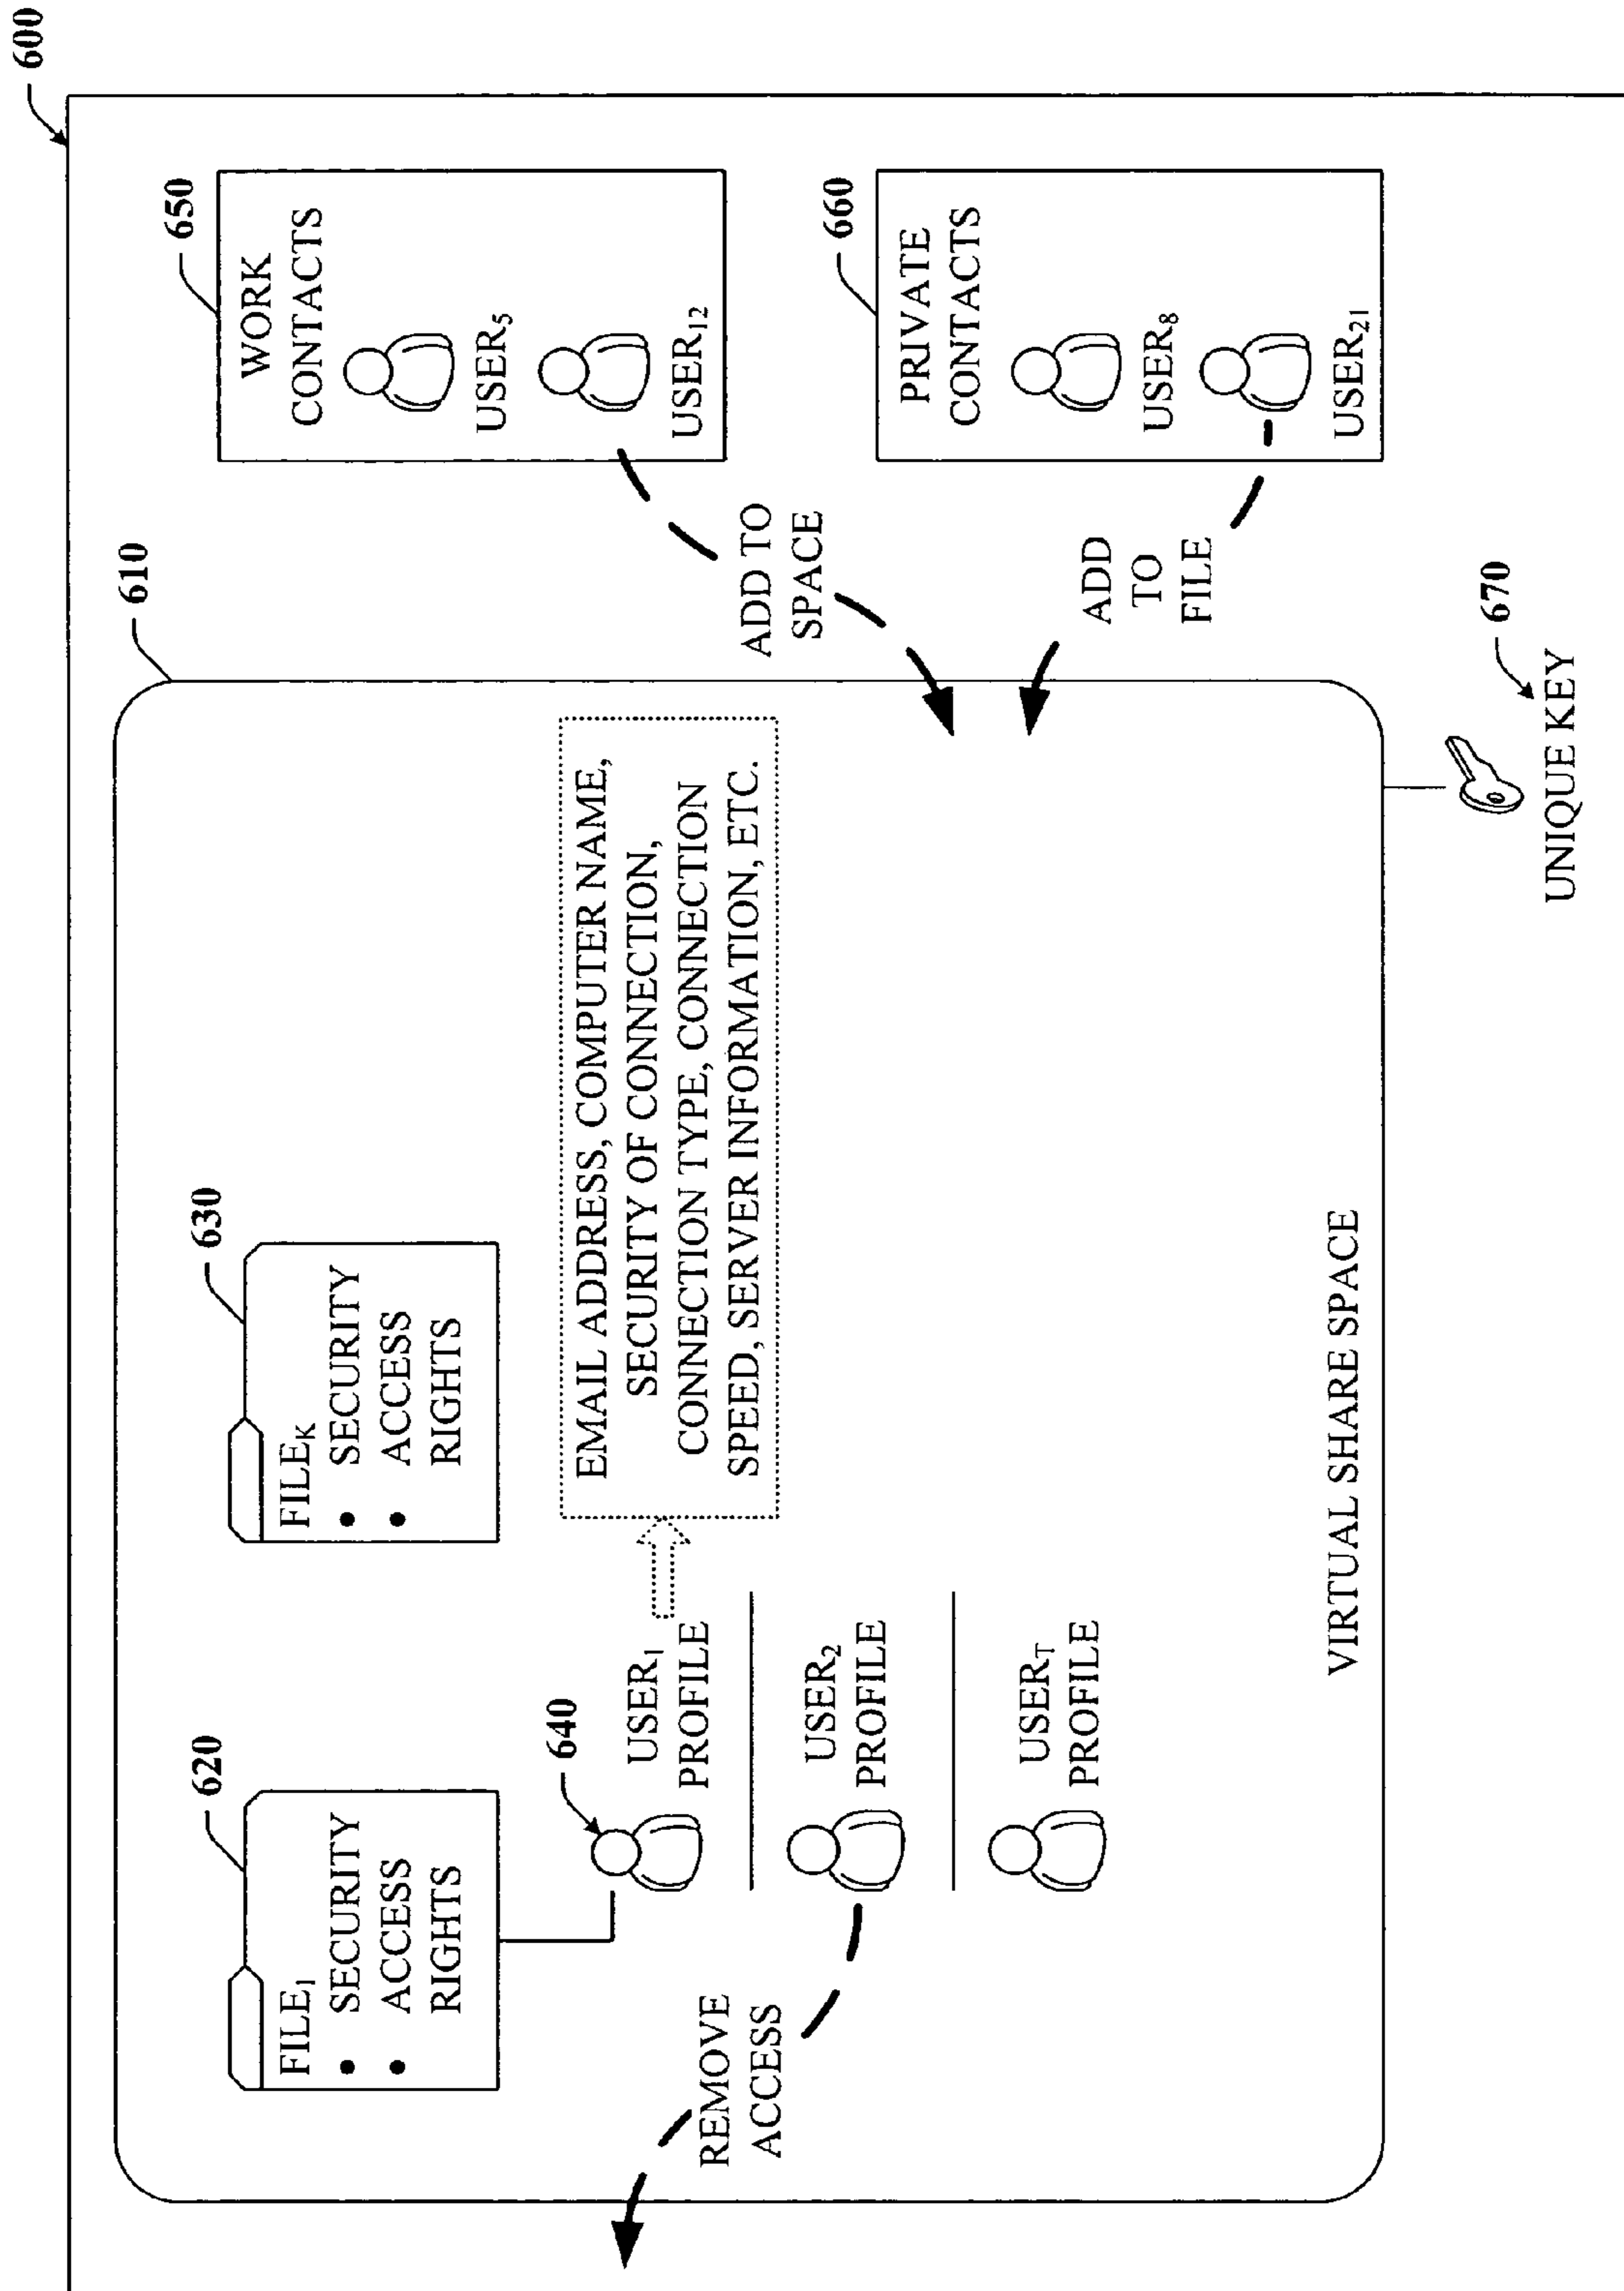 600
610
620
FILE₁
• SECURITY
• ACCESS
RIGHTS
630
FILEK
• SECURITY
• ACCESS
RIGHTS
640
USER₁
PROFILE
EMAIL ADDRESS, COMPUTER NAME,
SECURITY OF CONNECTION,
CONNECTION TYPE, CONNECTION
SPEED, SERVER INFORMATION, ETC.
USER₂
PROFILE
USERT
PROFILE
REMOVE
ACCESS
VIRTUAL SHARE SPACE
650
WORK
CONTACTS
USER₅
USER₁₂
ADD TO
SPACE
660
PRIVATE
CONTACTS
USER₈
USER₂₁
ADD
TO
FILE
670
UNIQUE KEY